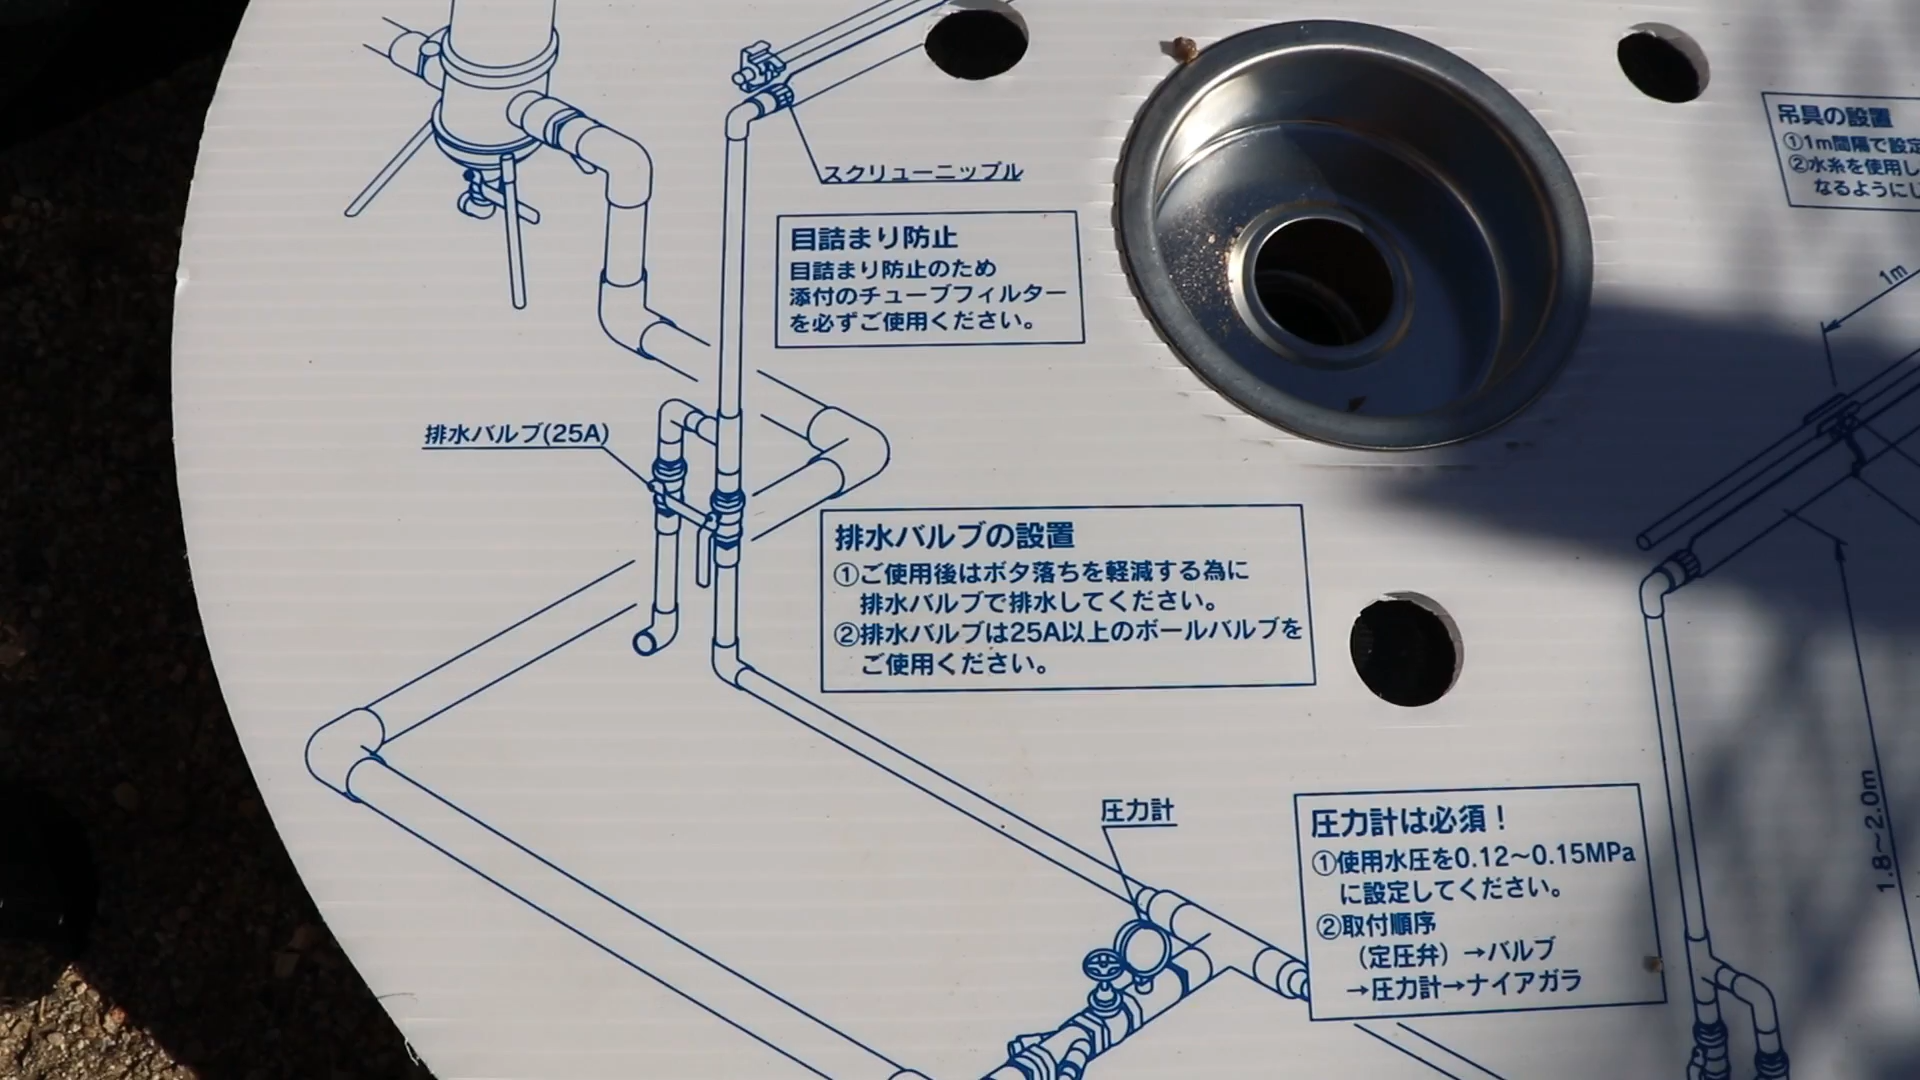 スクリューニップル
目詰まり防止
目詰まり防止のため
添付のチューブフィルター
を必ずご使用ください。
吊具の設置
①1m間隔で設定
②水糸を使用し
なるようにし
1m
排水バルブ(25A)
排水バルブの設置
①ご使用後はボタ落ちを軽減する為に
排水バルブで排水してください。
②排水バルブは25A以上のボールバルブを
ご使用ください。
圧力計
圧力計は必須！
①使用水圧を0.12～0.15MPa
に設定してください。
②取付順序
（定圧弁）→バルブ
→圧力計→ナイアガラ
1.8～2.0m